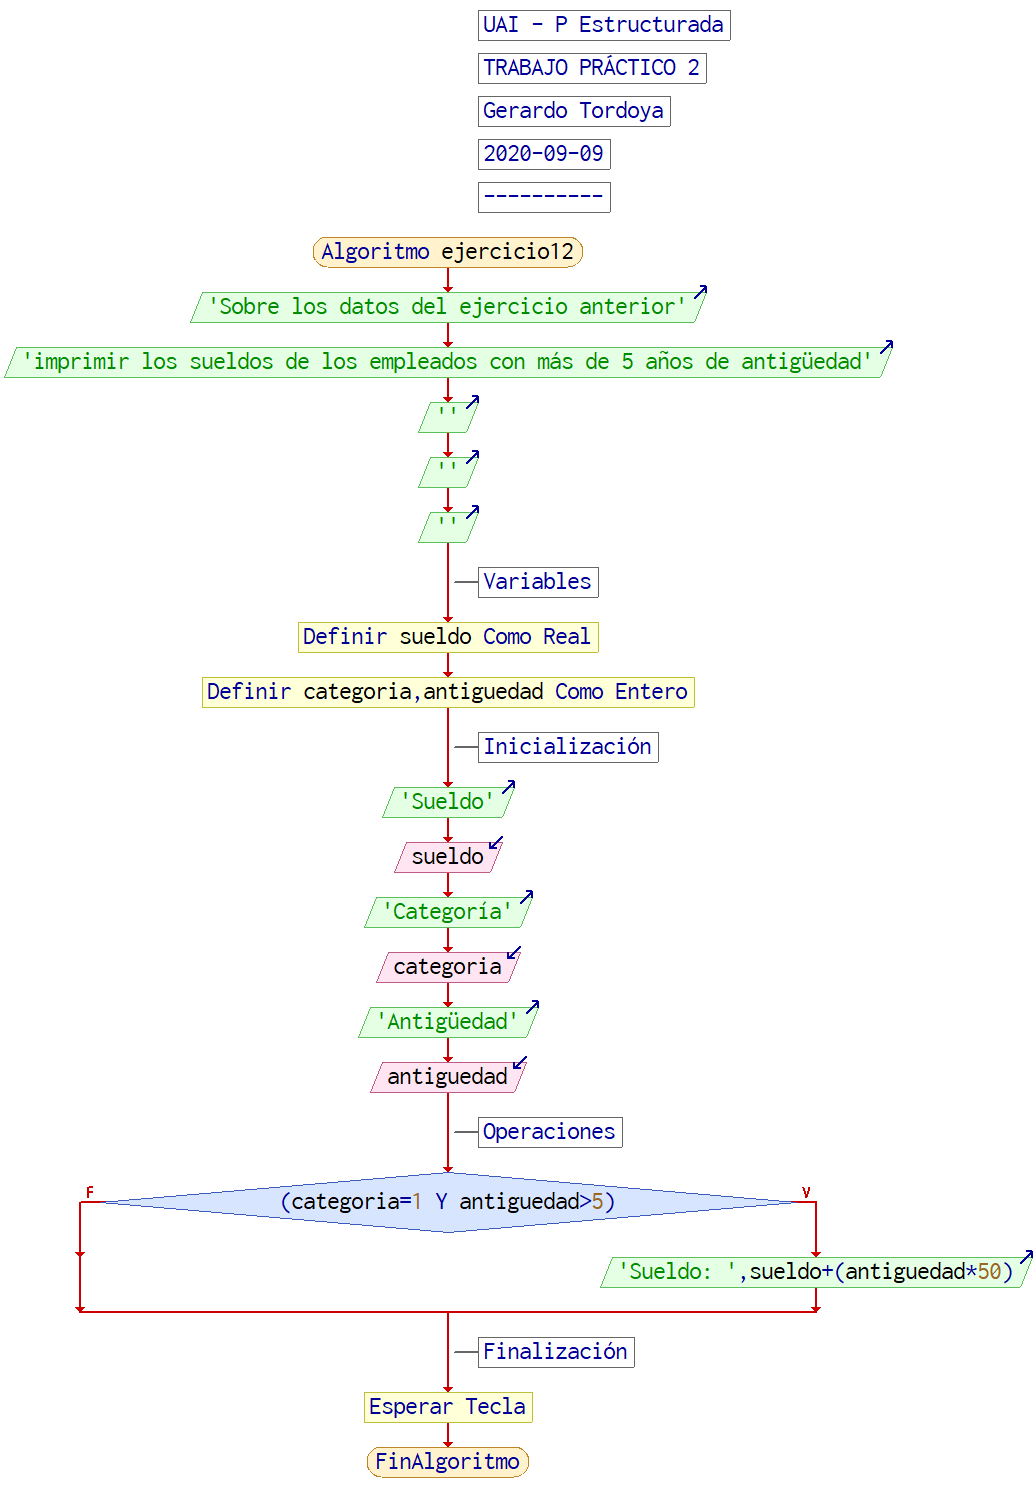 UAI - P Estructurada
TRABAJO PRÁCTICO 2
Gerardo Tordoya
2020-09-09
----------
Algoritmo ejercicio12
'Sobre los datos del ejercicio anterior'
'imprimir los sueldos de los empleados con más de 5 años de antigüedad'
''
''
''
Variables
Definir sueldo Como Real
Definir categoria,antiguedad Como Entero
Inicialización
'Sueldo'
sueldo
'Categoría'
categoria
'Antigüedad'
antiguedad
Operaciones
F
(categoria=1 Y antiguedad>5)
V
'Sueldo: ',sueldo+(antiguedad*50)
Finalización
Esperar Tecla
FinAlgoritmo